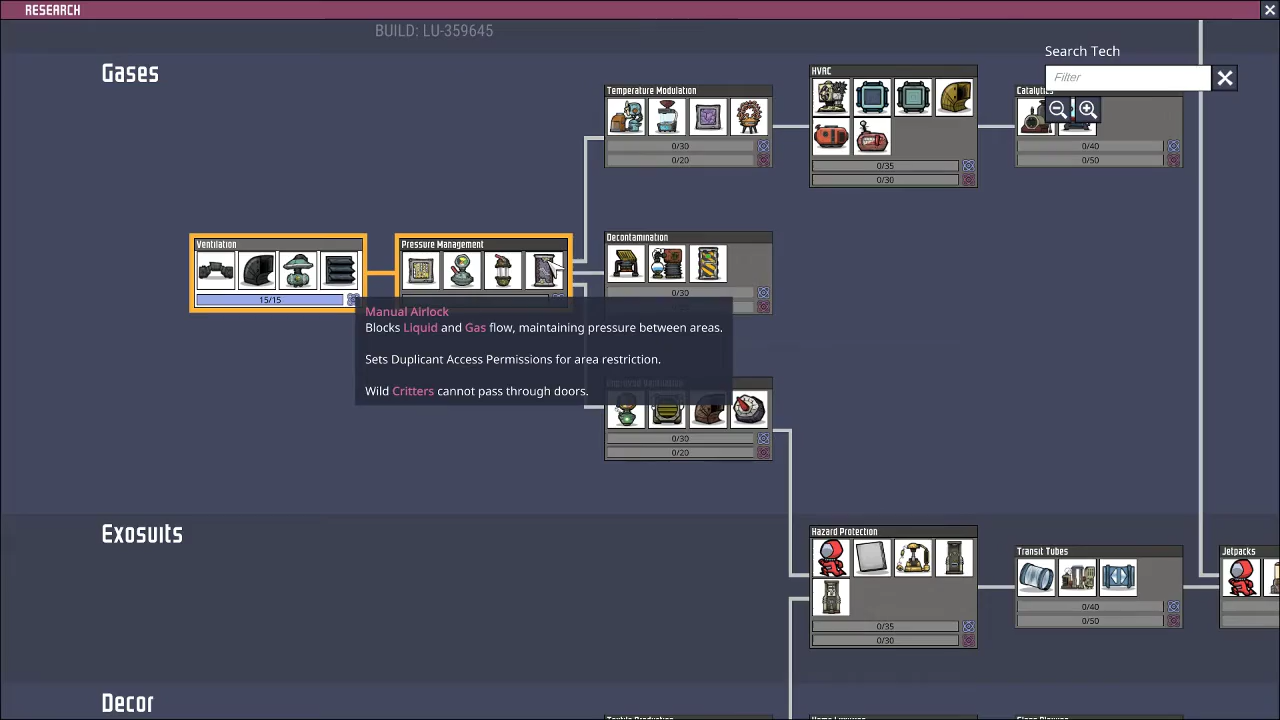 RESEARCH
BUILD: LU-359645
Gases
Search Tech
Filter
Temperature Modulation
0/30
0/20
HVAC
0/35
0/30
0/40
0/50
Ventilation
15/15
Pressure Management
Decontamination
0/30
Manual Airlock
Blocks Liquid and Gas flow, maintaining pressure between areas.
Sets Duplicant Access Permissions for area restriction.
Wild Critters cannot pass through doors.
Improved Ventilation
0/30
0/20
Exosuits
Hazard Protection
0/35
0/30
Transit Tubes
0/40
0/50
Jetpacks
Decor